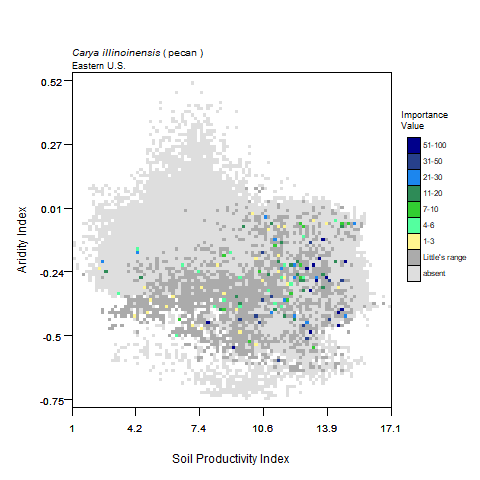 Carya illinoinensis ( pecan )
Eastern U.S.
0.52
0.27
0.01
-0.24
-0.5
-0.75
Aridity Index
1 4.2 7.4 10.6 13.9 17.1
Soil Productivity Index
Importance
Value
51-100
31-50
21-30
11-20
7-10
4-6
1-3
Little's range
absent